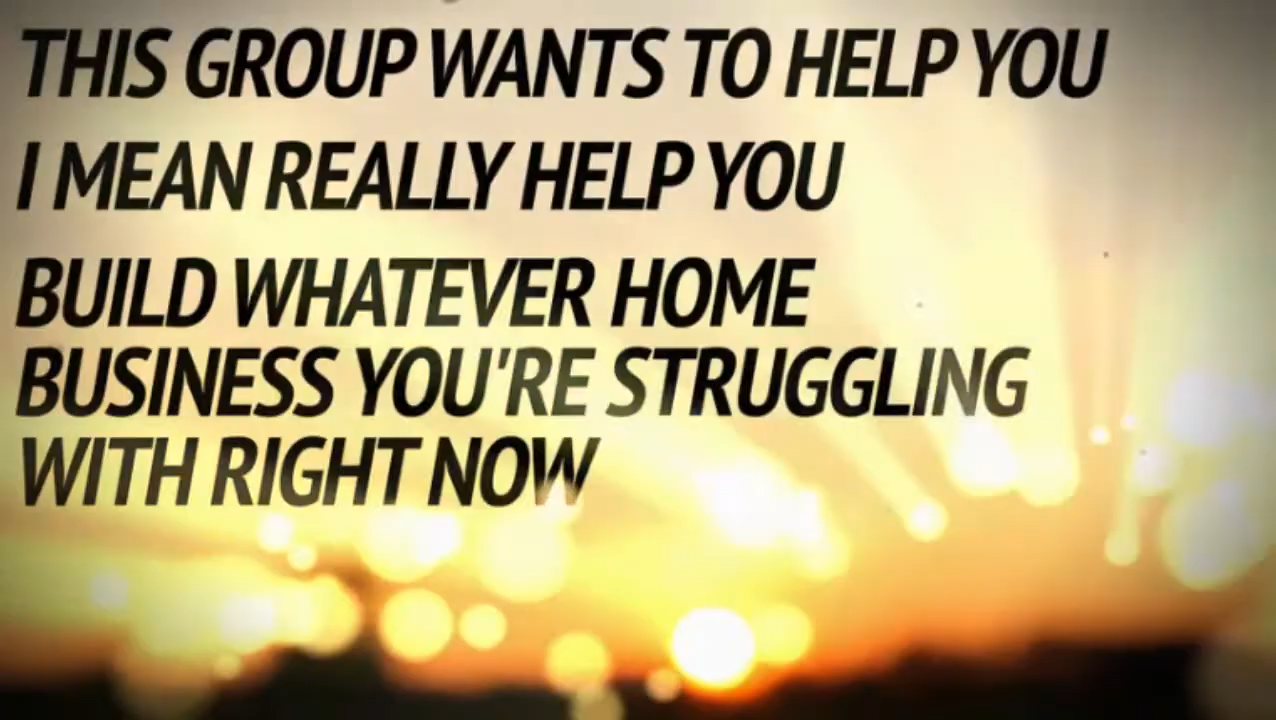 THIS GROUP WANTS TO HELP YOU
I MEAN REALLY HELP YOU
BUILD WHATEVER HOME
BUSINESS YOU'RE STRUGGLING
WITH RIGHT NOW